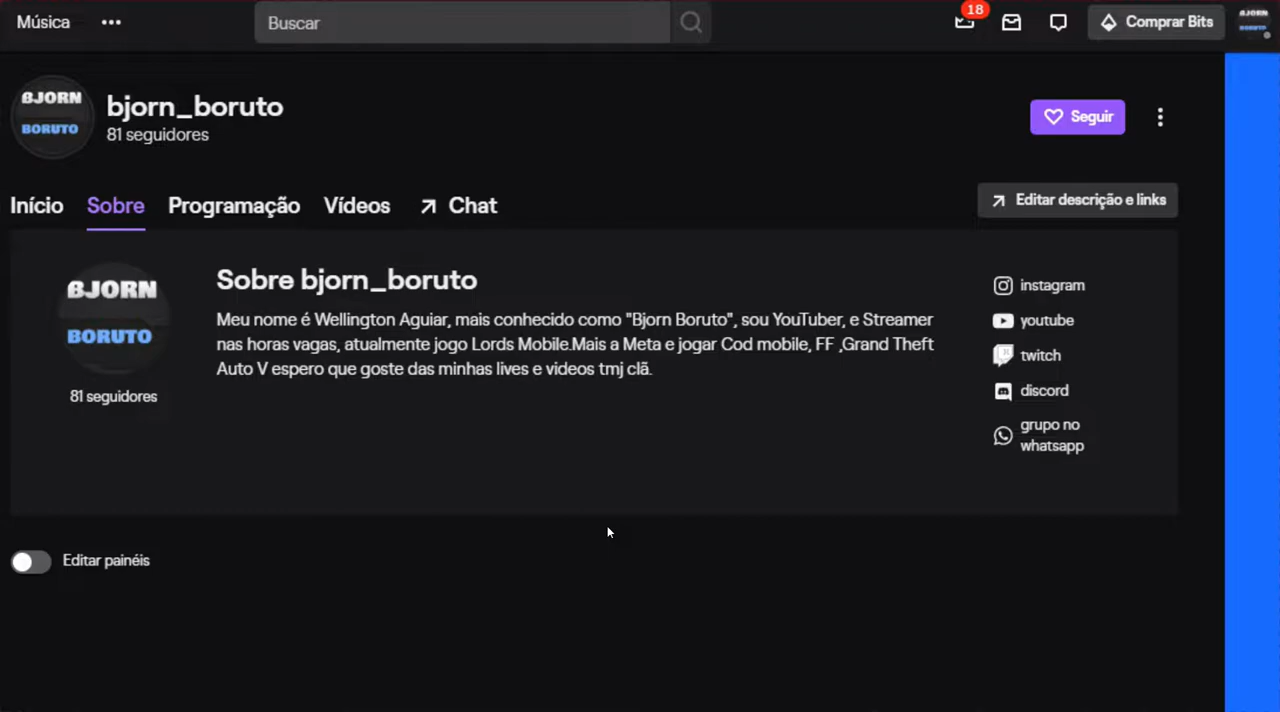 Música
Buscar
18
Comprar Bits
BJORN
BORUTO
BJORN
BORUTO
bjorn_boruto
81 seguidores
Seguir
Início
Sobre
Programação
Vídeos
Chat
Editar descrição e links
BJORN
BORUTO
81 seguidores
Sobre bjorn_boruto
Meu nome é Wellington Aguiar, mais conhecido como "Bjorn Boruto", sou YouTuber, e Streamer
nas horas vagas, atualmente jogo Lords Mobile.Mais a Meta e jogar Cod mobile, FF ,Grand Theft
Auto V espero que goste das minhas lives e videos tmj clã.
instagram
youtube
twitch
discord
grupo no
whatsapp
Editar painéis